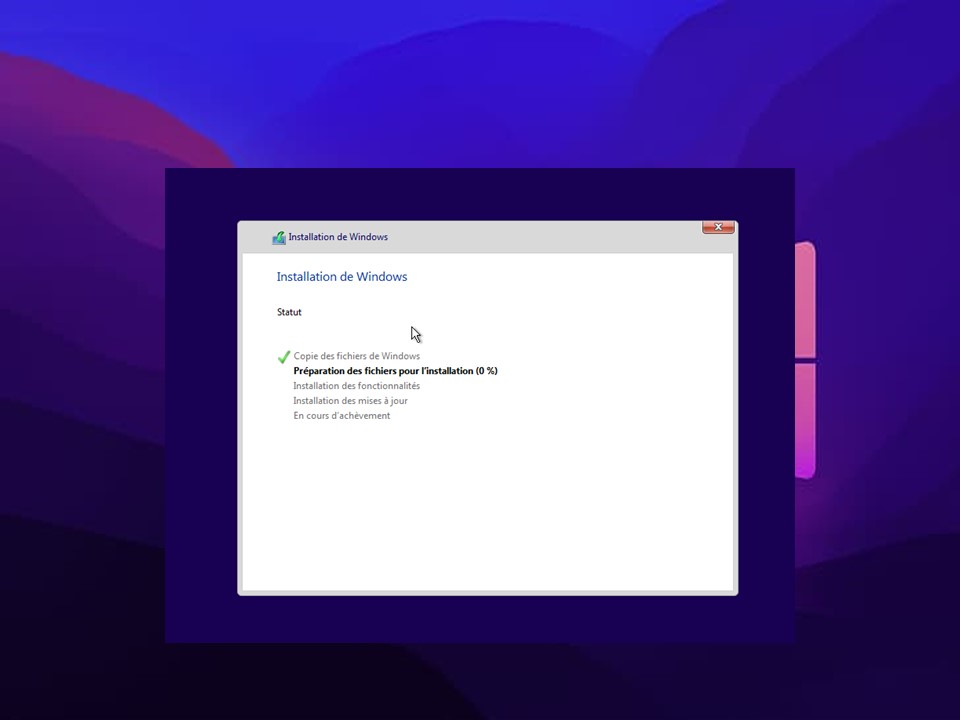 Installation de Windows
Installation de Windows
Statut
Copie des fichiers de Windows
Préparation des fichiers pour l'installation (0 %)
Installation des fonctionnalités
Installation des mises à jour
En cours d'achèvement